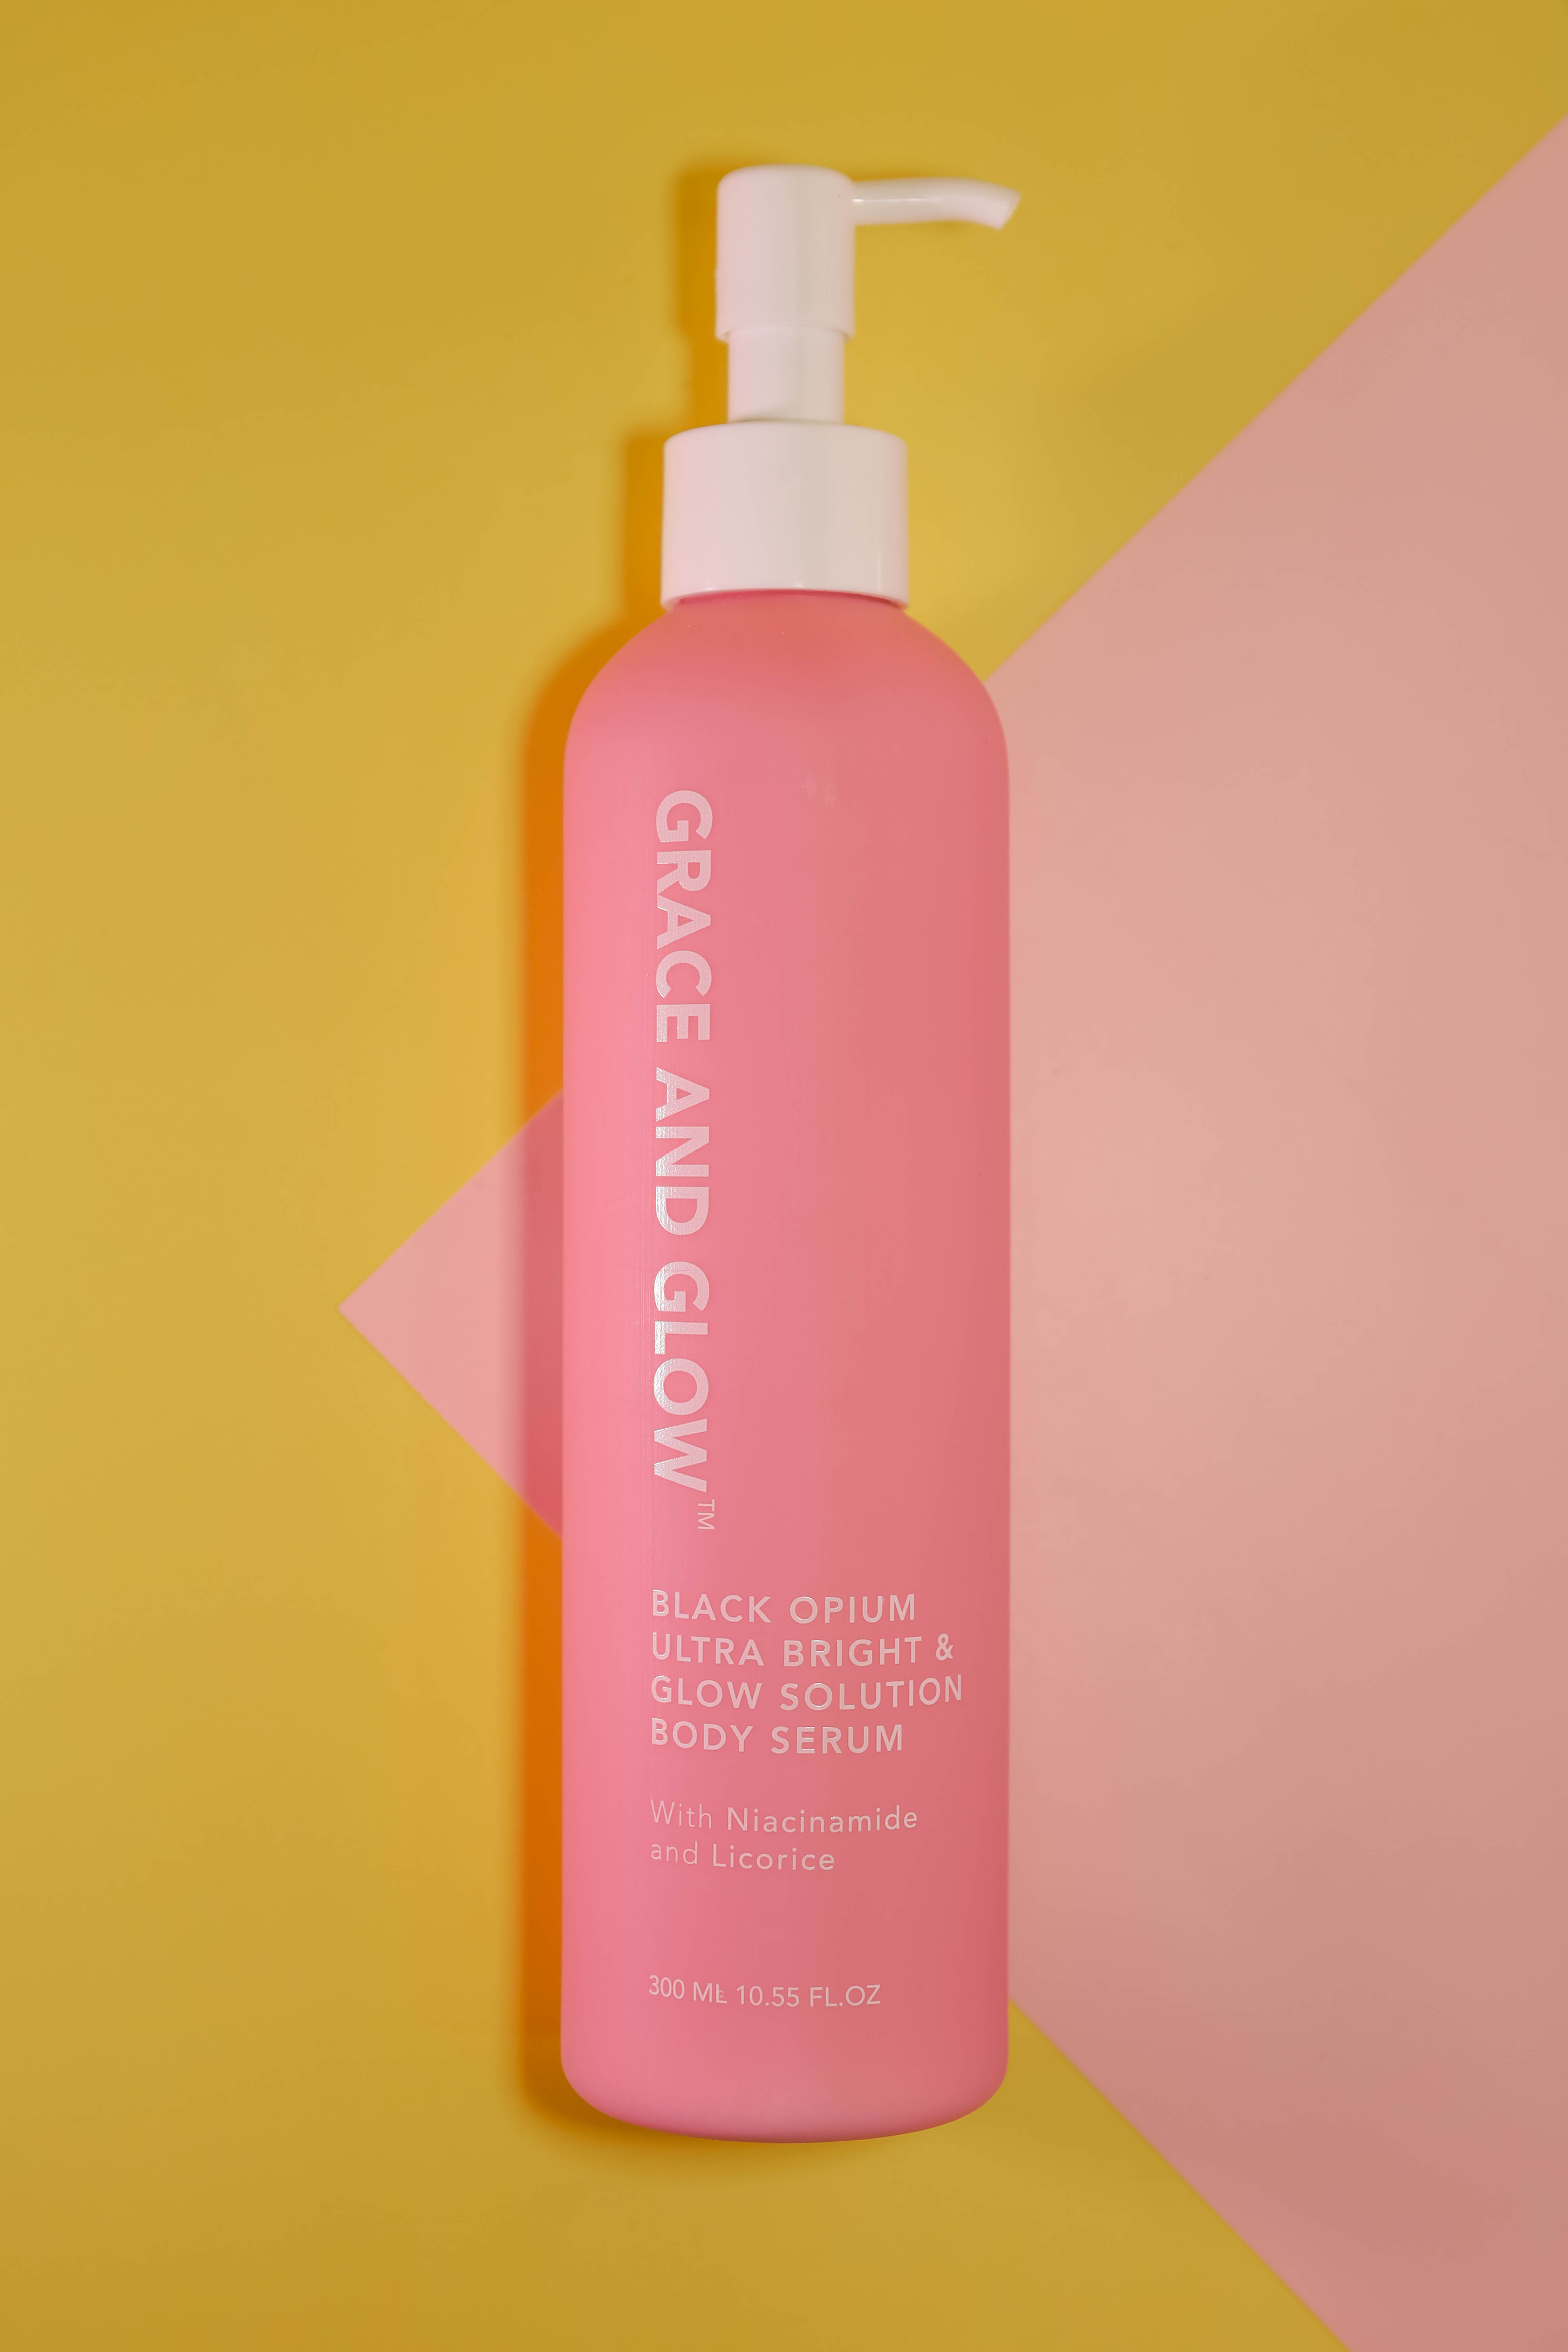 GRACE AND GLOW™
BLACK OPIUM
ULTRA BRIGHT &
GLOW SOLUTION
BODY SERUM
With Niacinamide
and Licorice
300 ML 10.55 FL.OZ